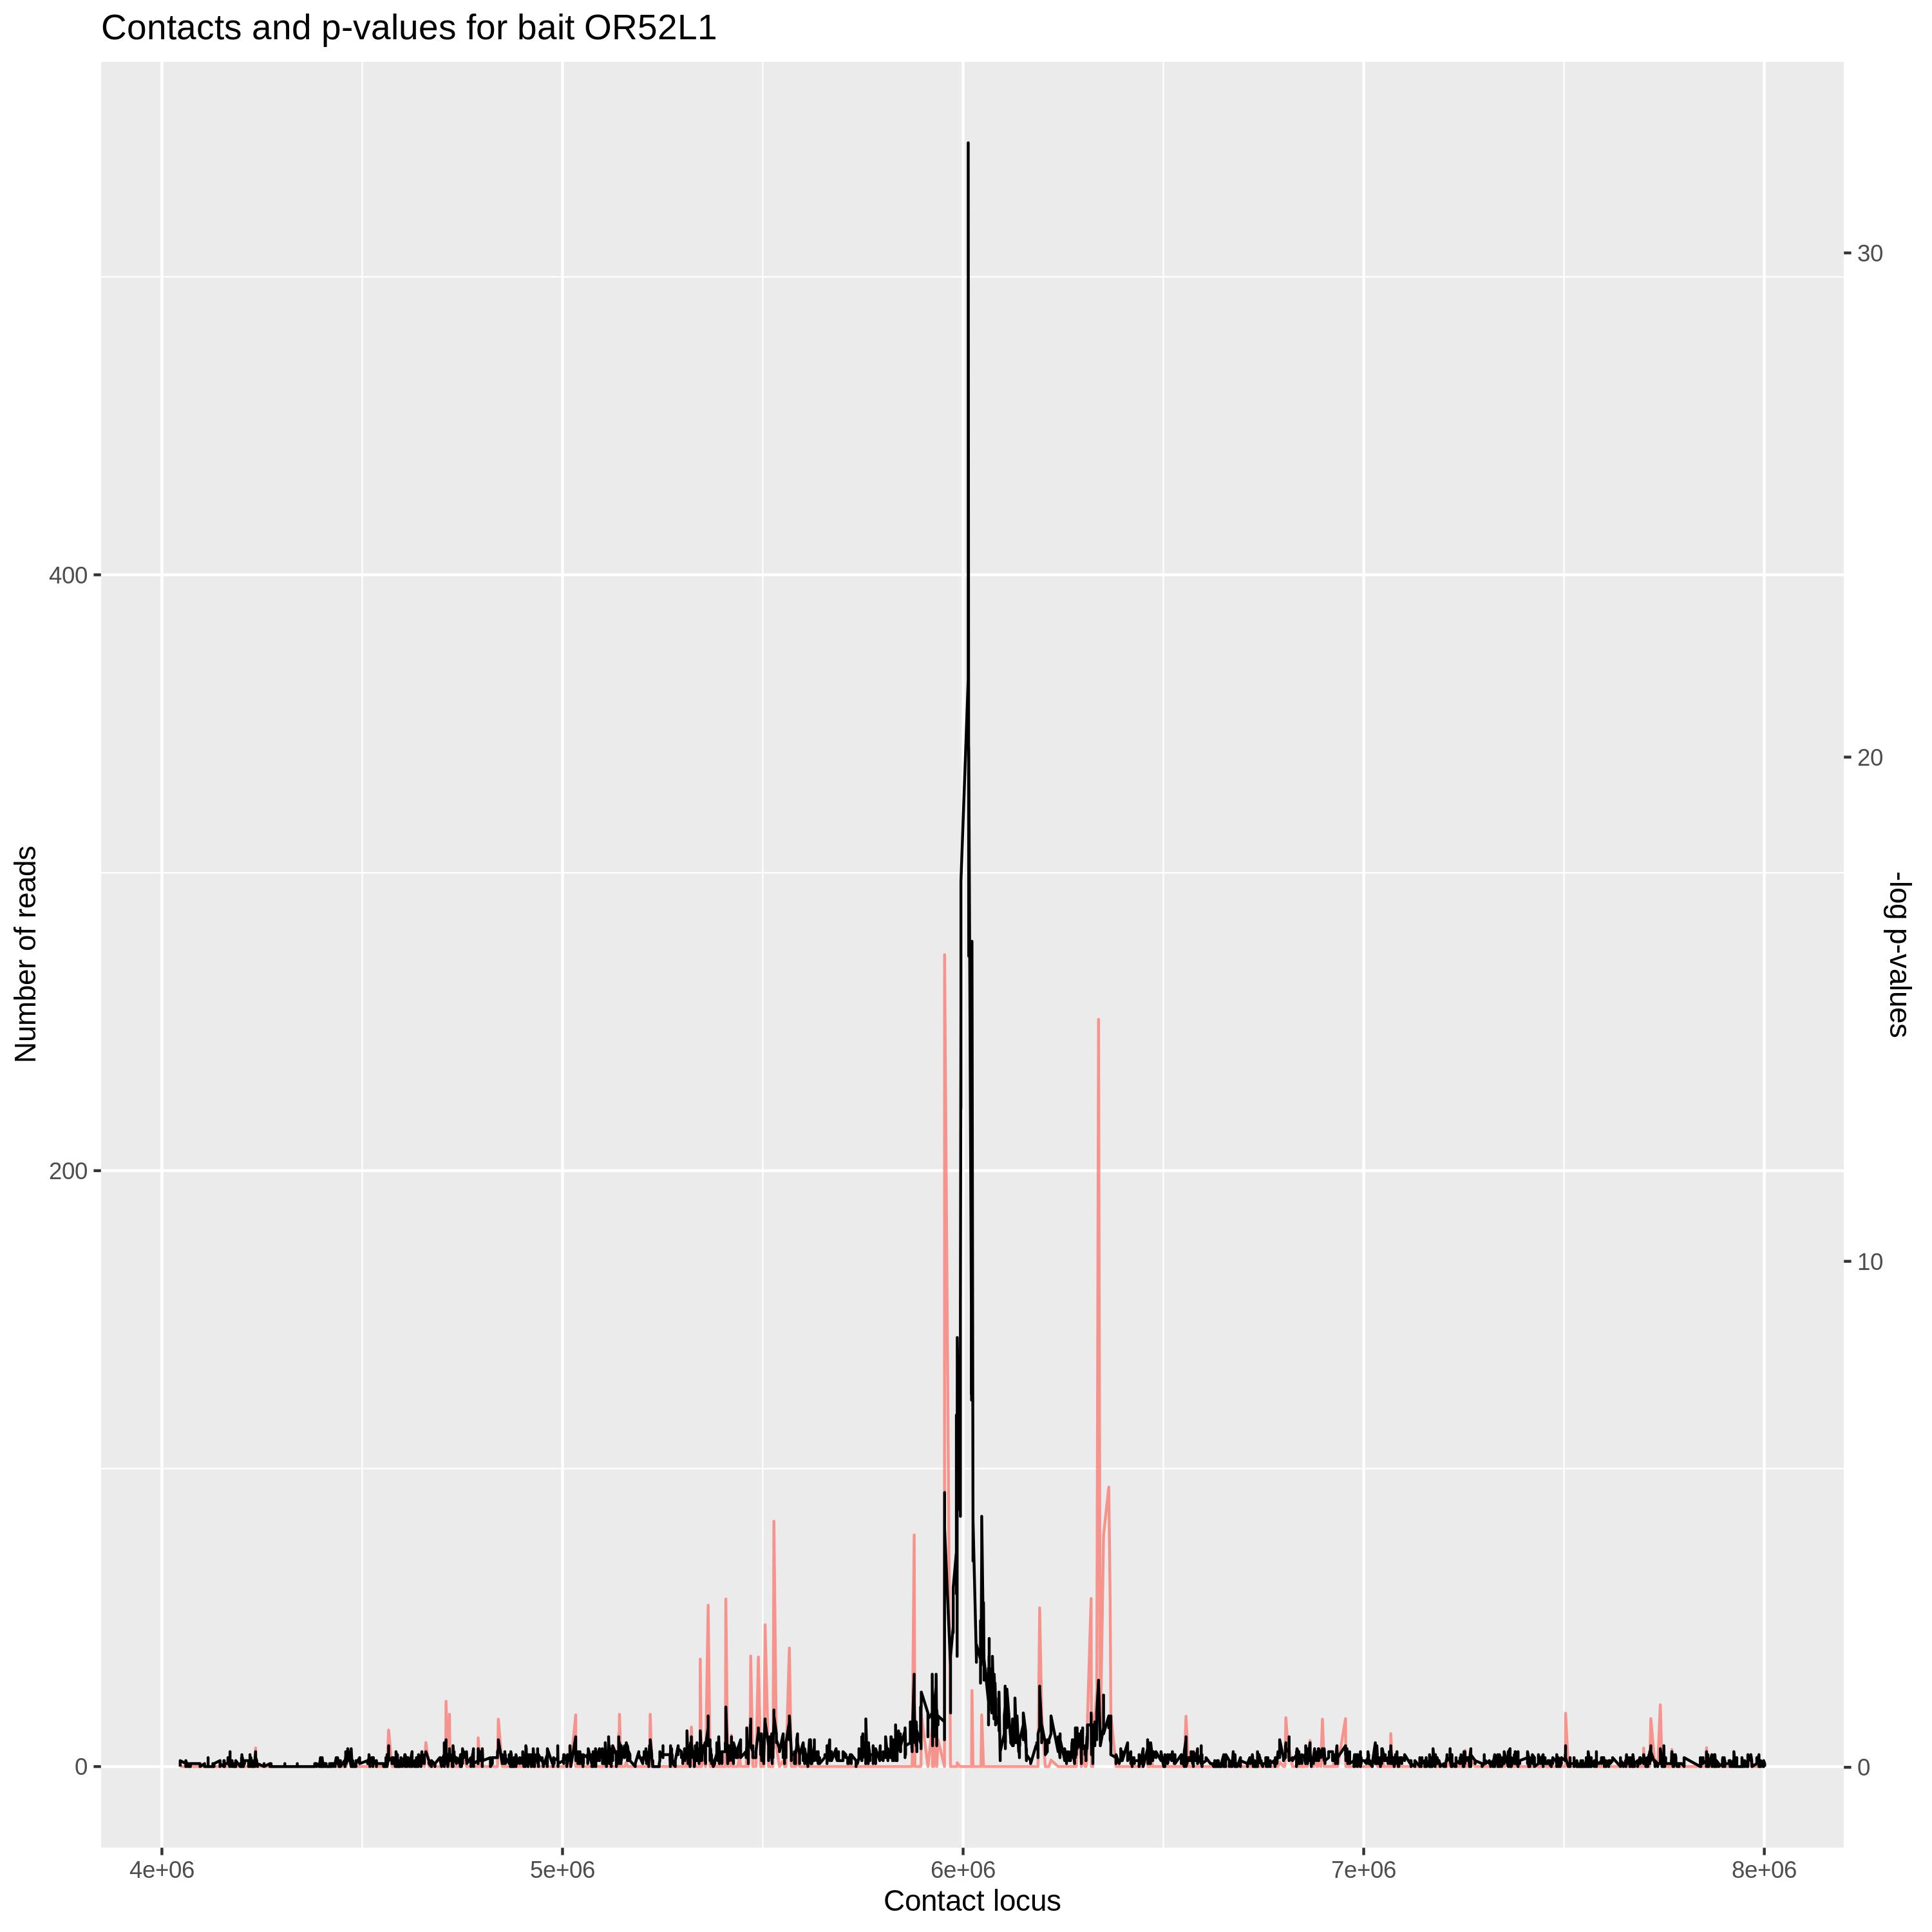 Contacts and p-values for bait OR52L1
30
400
20
Number of reads
-log p-values
200
10
0
0
4e+06 5e+06 6e+06 7e+06 8e+06
Contact locus